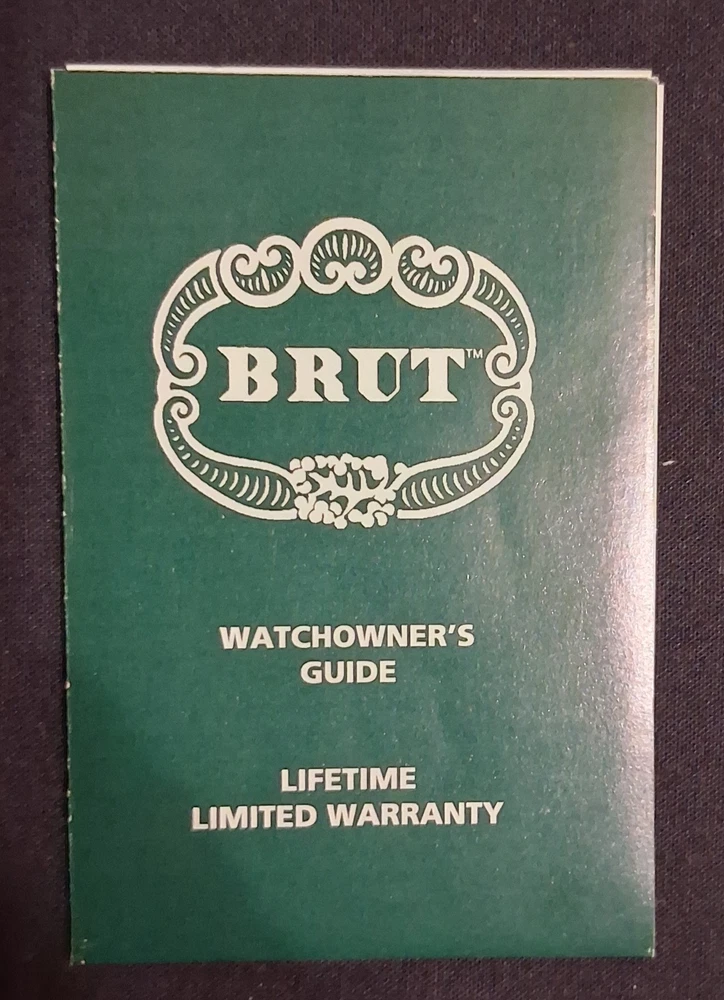 BRUT™
WATCHOWNER'S
GUIDE
LIFETIME
LIMITED WARRANTY